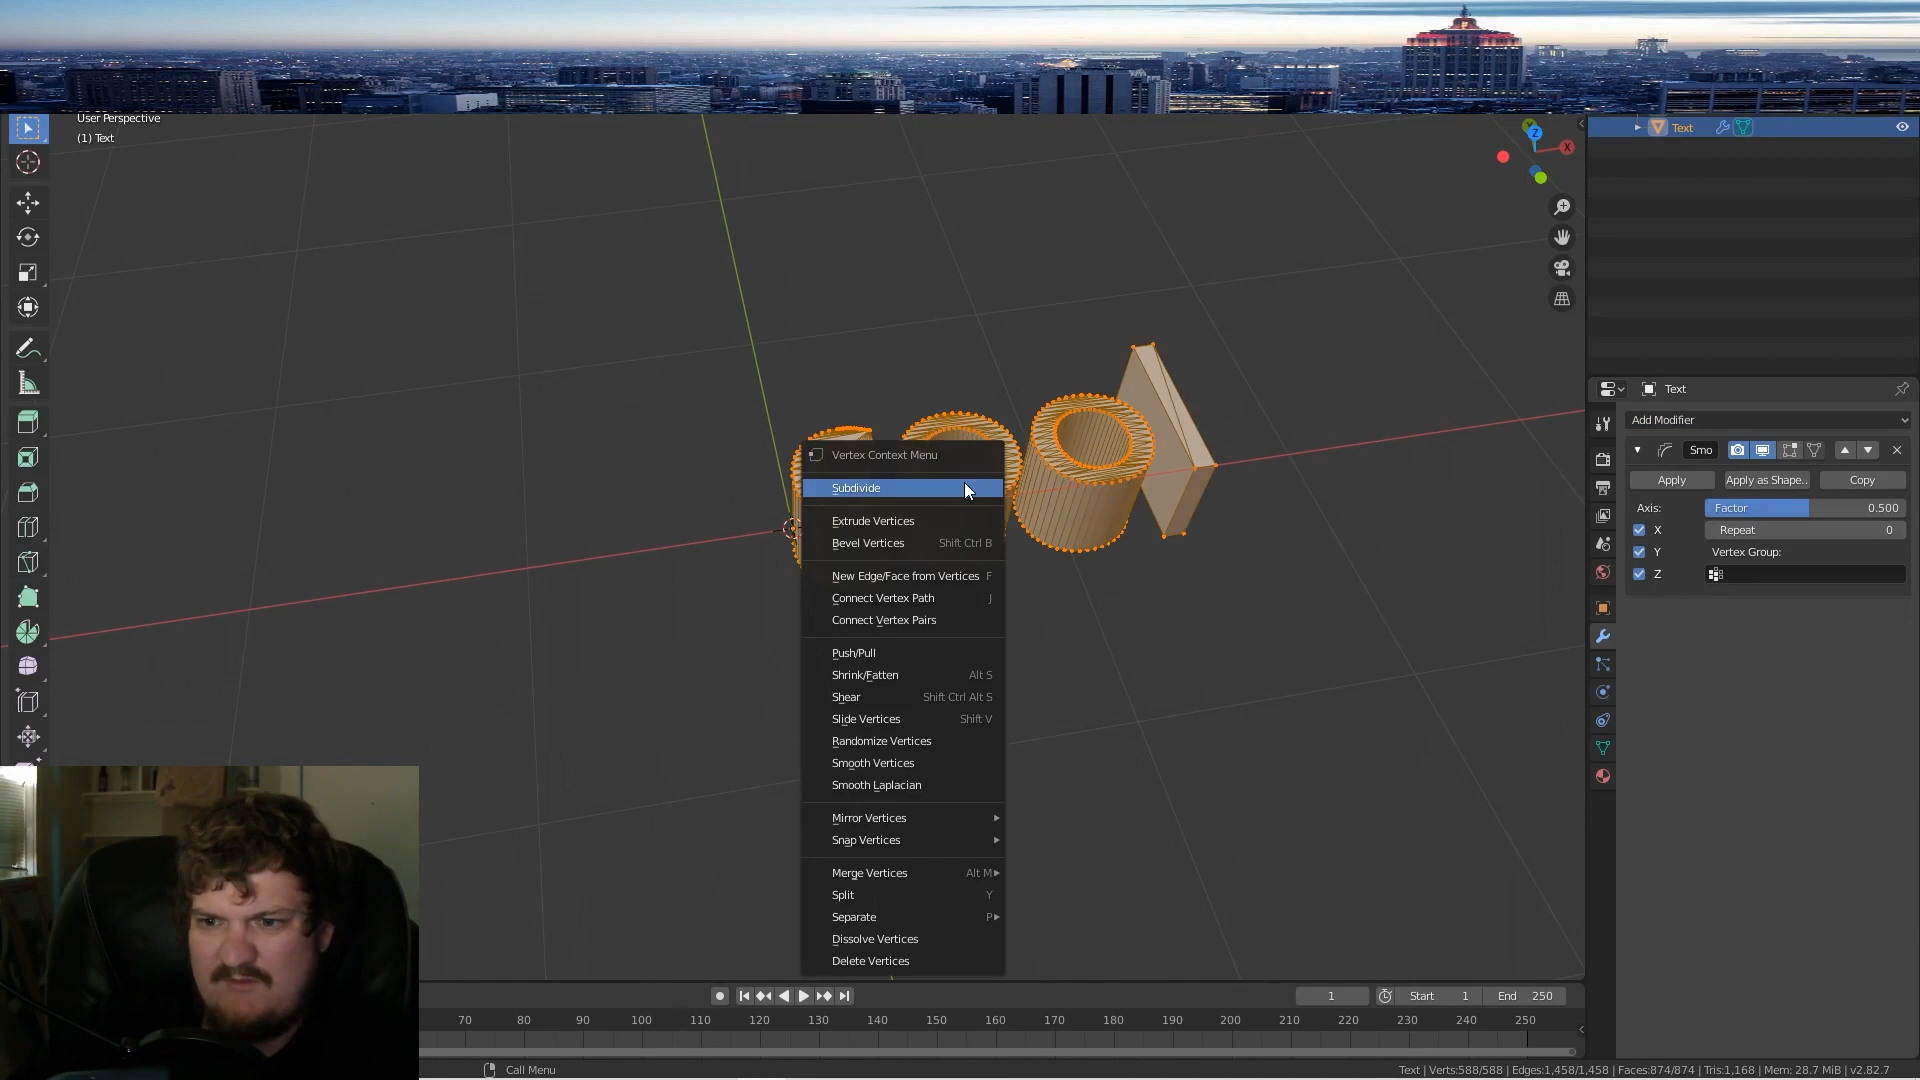 User Perspective
(1) Text
Z
X
Text
Text
Add Modifier
Smo
Apply
Apply as Shape..
Copy
Axis:
Factor
0.500
X
Repeat
0
Y
Vertex Group:
Z
Vertex Context Menu
Subdivide
Extrude Vertices
Bevel Vertices Shift Ctrl B
New Edge/Face from Vertices F
Connect Vertex Path J
Connect Vertex Pairs
Push/Pull
Shrink/Fatten Alt S
Shear Shift Ctrl Alt S
Slide Vertices Shift V
Randomize Vertices
Smooth Vertices
Smooth Laplacian
Mirror Vertices
Snap Vertices
Merge Vertices Alt M
Split Y
Separate P
Dissolve Vertices
Delete Vertices
1
Start 1
End 250
70 80 90 100 110 120 130 140 150 160 170 180 190 200 210 220 230 240 250
Call Menu
Text | Verts:588/588 | Edges:1,458/1,458 | Faces:874/874 | Tris:1,168 | Mem: 28.7 MiB | v2.82.7